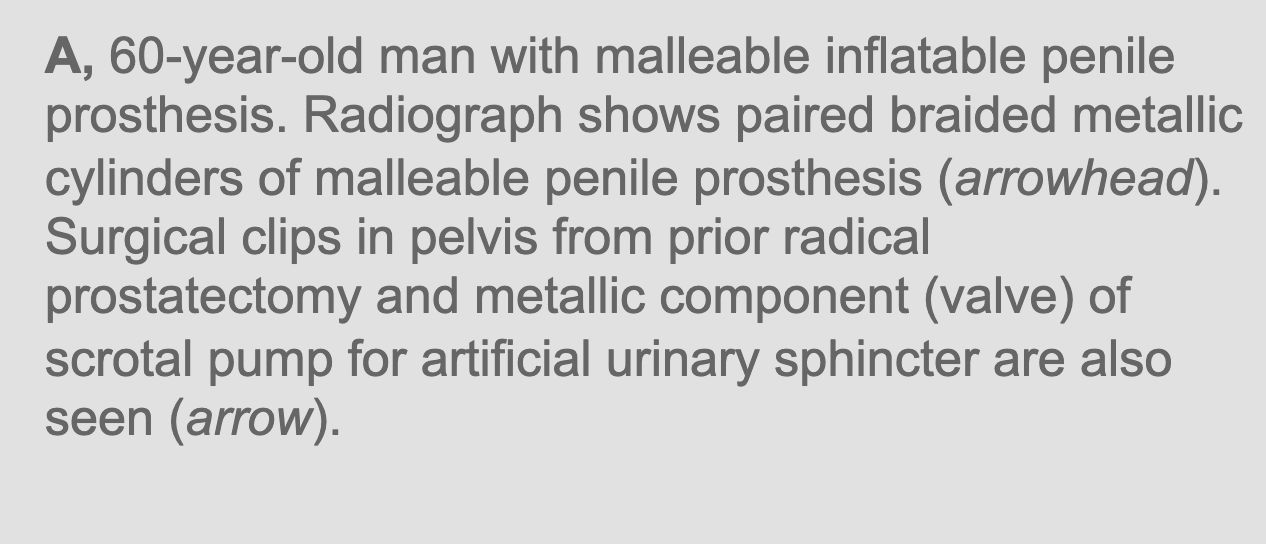 A, 60-year-old man with malleable inflatable penile
prosthesis. Radiograph shows paired braided metallic
cylinders of malleable penile prosthesis (arrowhead).
Surgical clips in pelvis from prior radical
prostatectomy and metallic component (valve) of
scrotal pump for artificial urinary sphincter are also
seen (arrow).